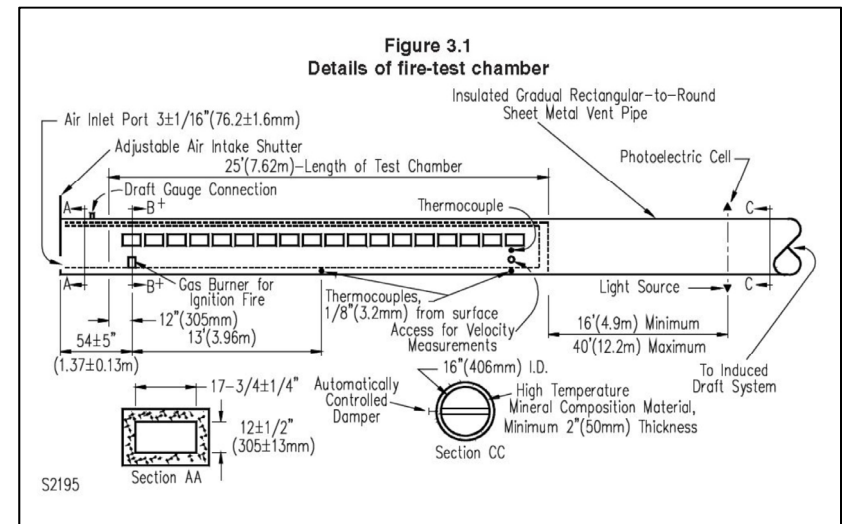 Figure 3.1
Details of fire-test chamber
Insulated Gradual Rectangular-to-Round
Sheet Metal Vent Pipe
Air Inlet Port 3±1/16"(76.2±1.6mm)
Adjustable Air Intake Shutter
25'(7.62m)-Length of Test Chamber
Photoelectric Cell
Draft Gauge Connection
Thermocouple
A
B+
C
A
B+
C
Gas Burner for
Ignition Fire
Thermocouples,
1/8"(3.2mm) from surface
Access for Velocity
Measurements
Light Source
12"(305mm)
13'(3.96m)
54±5"
(1.37±0.13m)
16'(4.9m) Minimum
40'(12.2m) Maximum
To Induced
Draft System
17-3/4±1/4"
12±1/2"
(305±13mm)
Section AA
Automatically
Controlled
Damper
16"(406mm) I.D.
High Temperature
Mineral Composition Material,
Minimum 2"(50mm) Thickness
Section CC
S2195